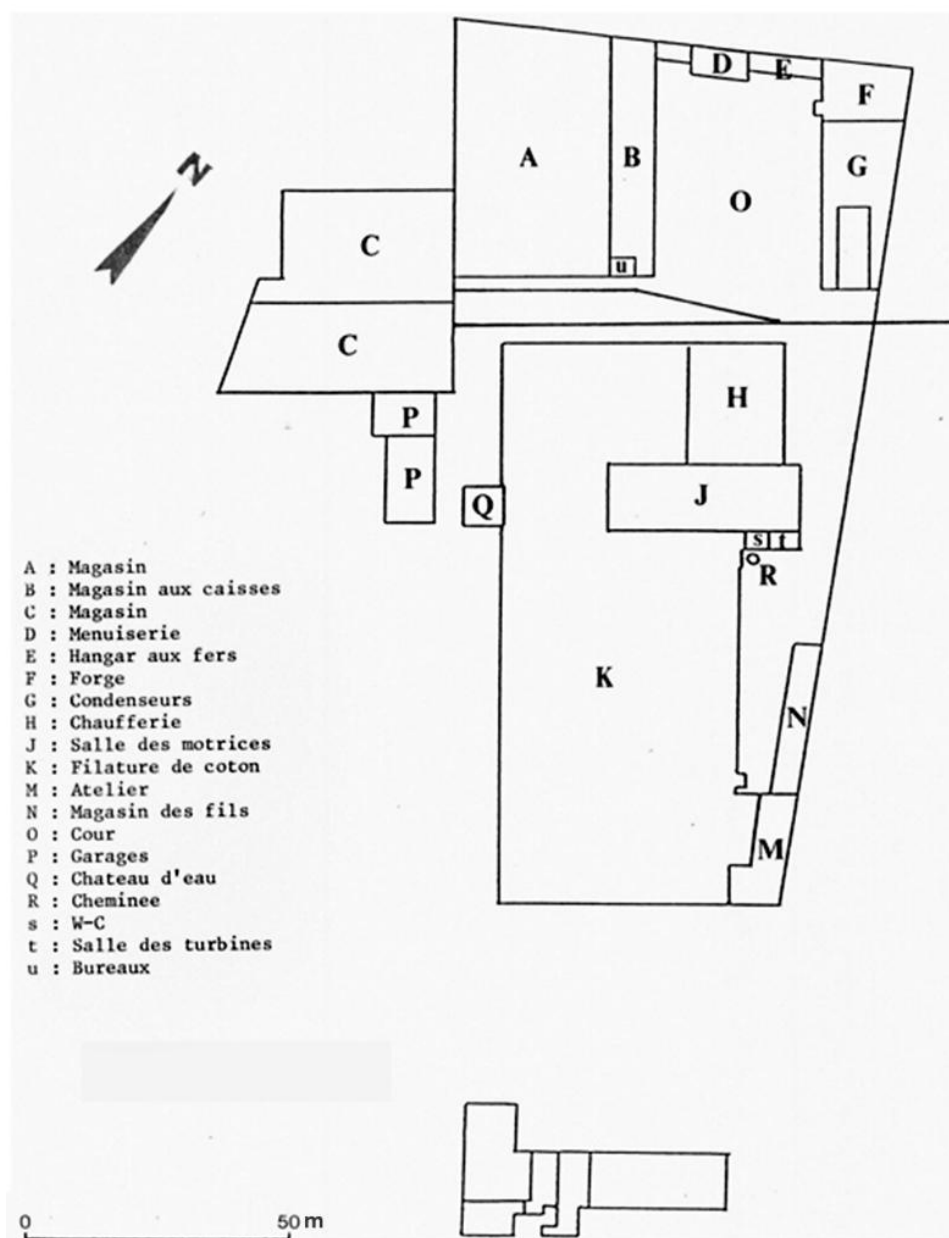 D
E
F
A
B
G
N
O
C
u
C
H
P
P
J
Q
s t
R
K
N
M
A : Magasin
B : Magasin aux caisses
C : Magasin
D : Menuiserie
E : Hangar aux fers
F : Forge
G : Condenseurs
H : Chaufferie
J : Salle des motrices
K : Filature de coton
M : Atelier
N : Magasin des fils
O : Cour
P : Garages
Q : Chateau d'eau
R : Cheminee
s : W-C
t : Salle des turbines
u : Bureaux
0 50 m